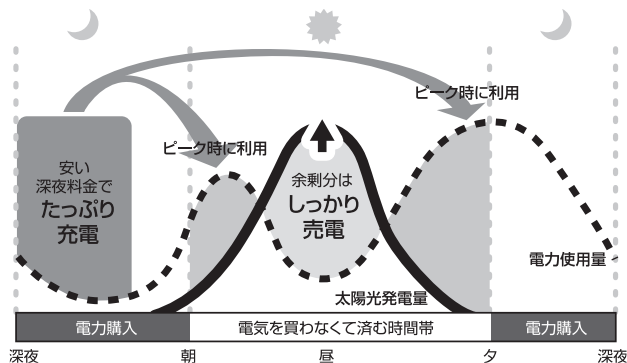 ピーク時に利用
ピーク時に利用
安い
深夜料金で
たっぷり
充電
余剰分は
しっかり
売電
電力使用量
太陽光発電量
電力購入
電気を買わなくて済む時間帯
電力購入
深夜
朝
昼
夕
深夜